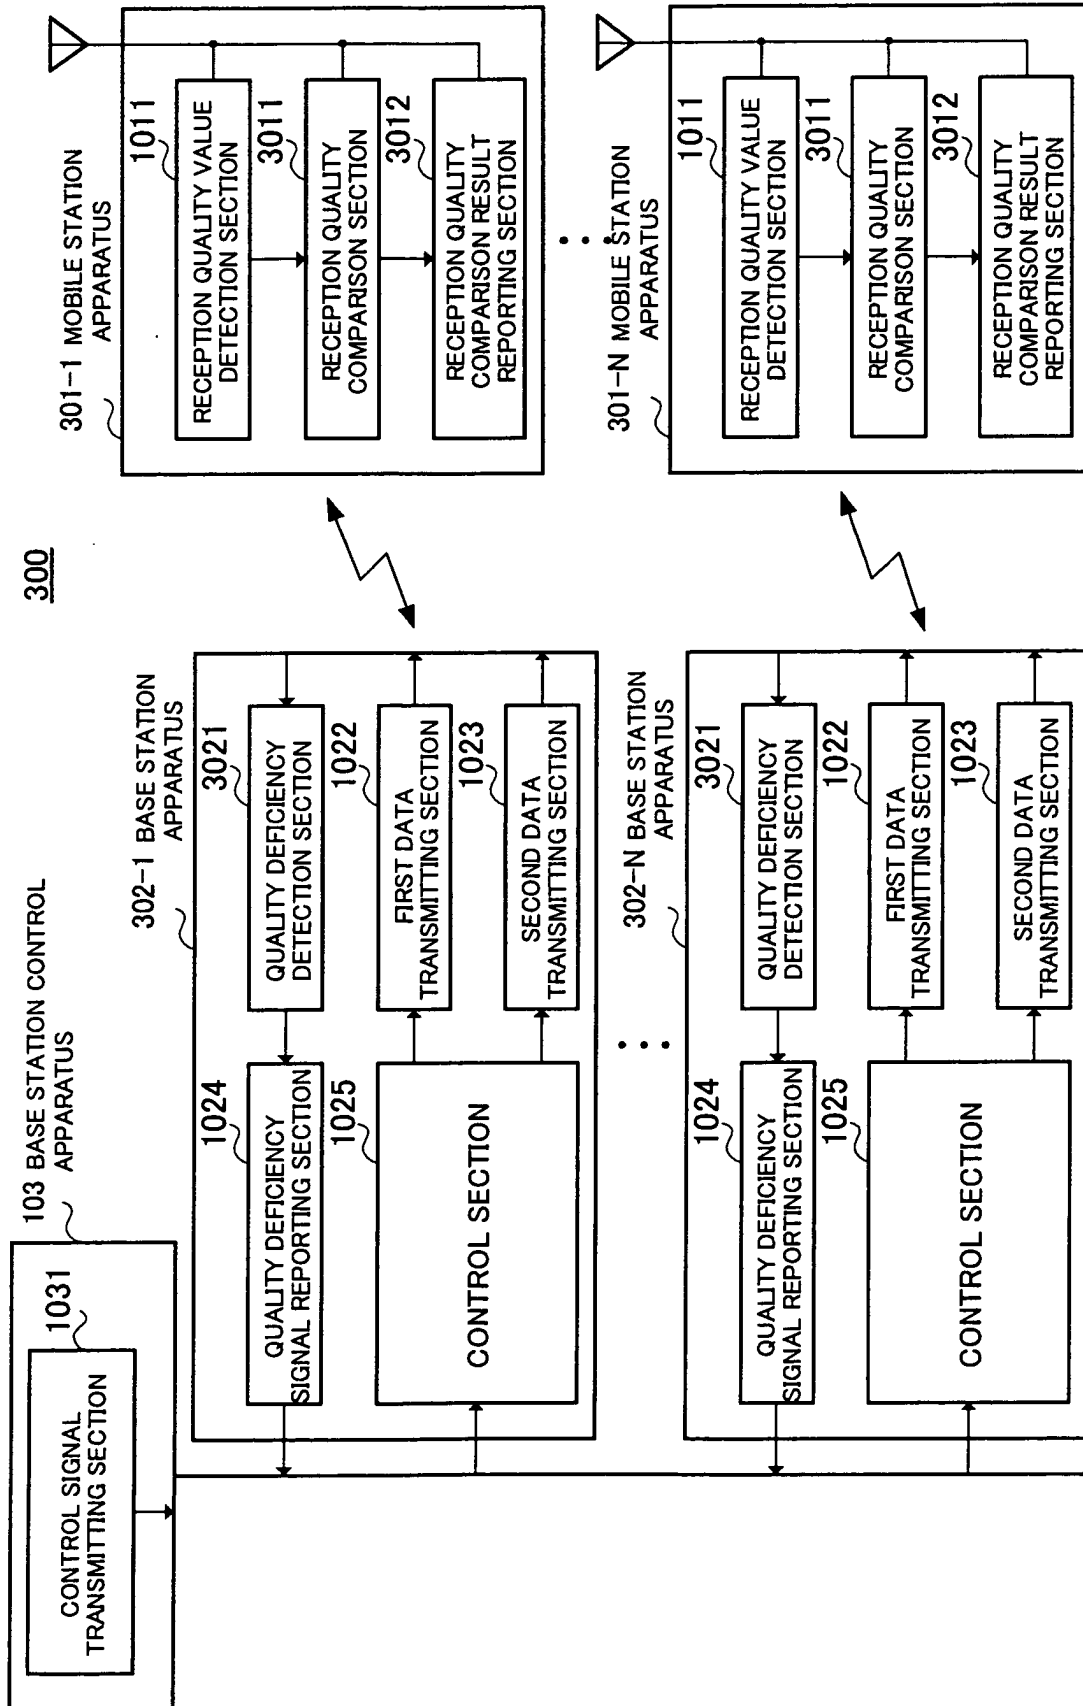 300
103 BASE STATION CONTROL
APPARATUS
1031
CONTROL SIGNAL
TRANSMITTING SECTION
302-1 BASE STATION
APPARATUS
1024
QUALITY DEFICIENCY
SIGNAL REPORTING SECTION
3021
QUALITY DEFICIENCY
DETECTION SECTION
1025
CONTROL SECTION
1022
FIRST DATA
TRANSMITTING SECTION
1023
SECOND DATA
TRANSMITTING SECTION
302-N BASE STATION
APPARATUS
1024
QUALITY DEFICIENCY
SIGNAL REPORTING SECTION
3021
QUALITY DEFICIENCY
DETECTION SECTION
1025
CONTROL SECTION
1022
FIRST DATA
TRANSMITTING SECTION
1023
SECOND DATA
TRANSMITTING SECTION
301-1 MOBILE STATION
APPARATUS
1011
RECEPTION QUALITY VALUE
DETECTION SECTION
3011
RECEPTION QUALITY
COMPARISON SECTION
3012
RECEPTION QUALITY
COMPARISON RESULT
REPORTING SECTION
301-N MOBILE STATION
APPARATUS
1011
RECEPTION QUALITY VALUE
DETECTION SECTION
3011
RECEPTION QUALITY
COMPARISON SECTION
3012
RECEPTION QUALITY
COMPARISON RESULT
REPORTING SECTION